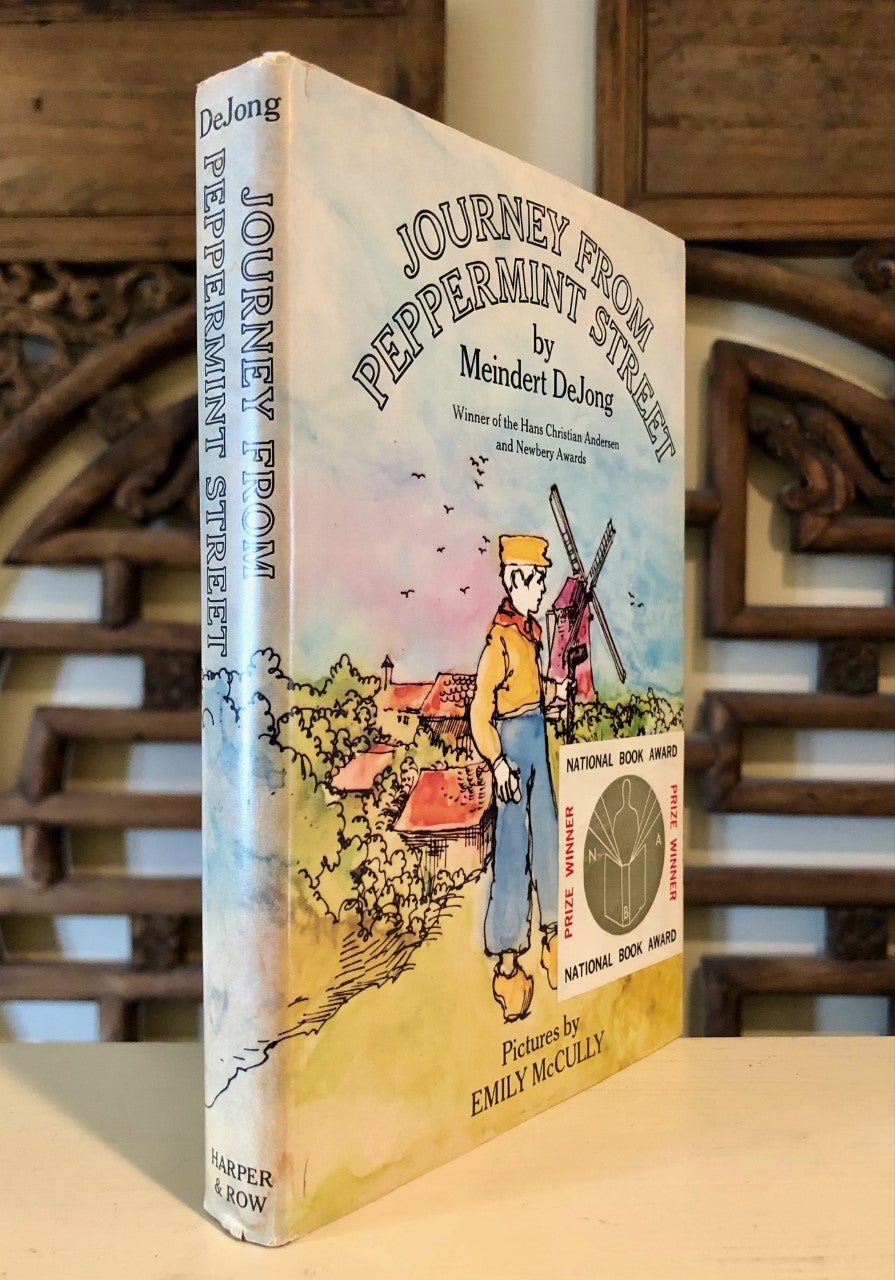 DeJong
JOURNEY FROM
PEPPERMINT STREET
HARPER
& ROW
JOURNEY FROM
PEPPERMINT STREET
by
Meindert DeJong
Winner of the Hans Christian Andersen
and Newbery Awards
NATIONAL BOOK AWARD
PRIZE WINNER
N A
B
PRIZE WINNER
NATIONAL BOOK AWARD
Pictures by
EMILY McCULLY